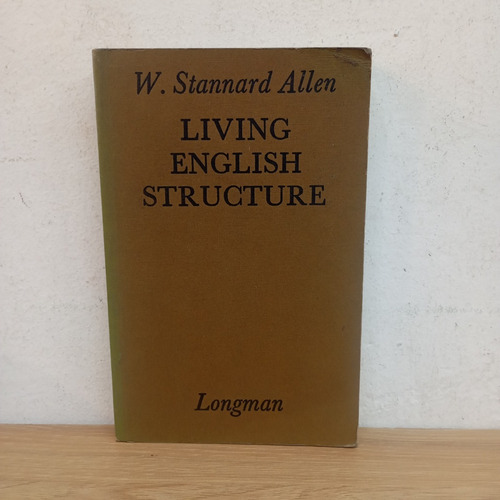 W. Stannard Allen
LIVING
ENGLISH
STRUCTURE
Longman